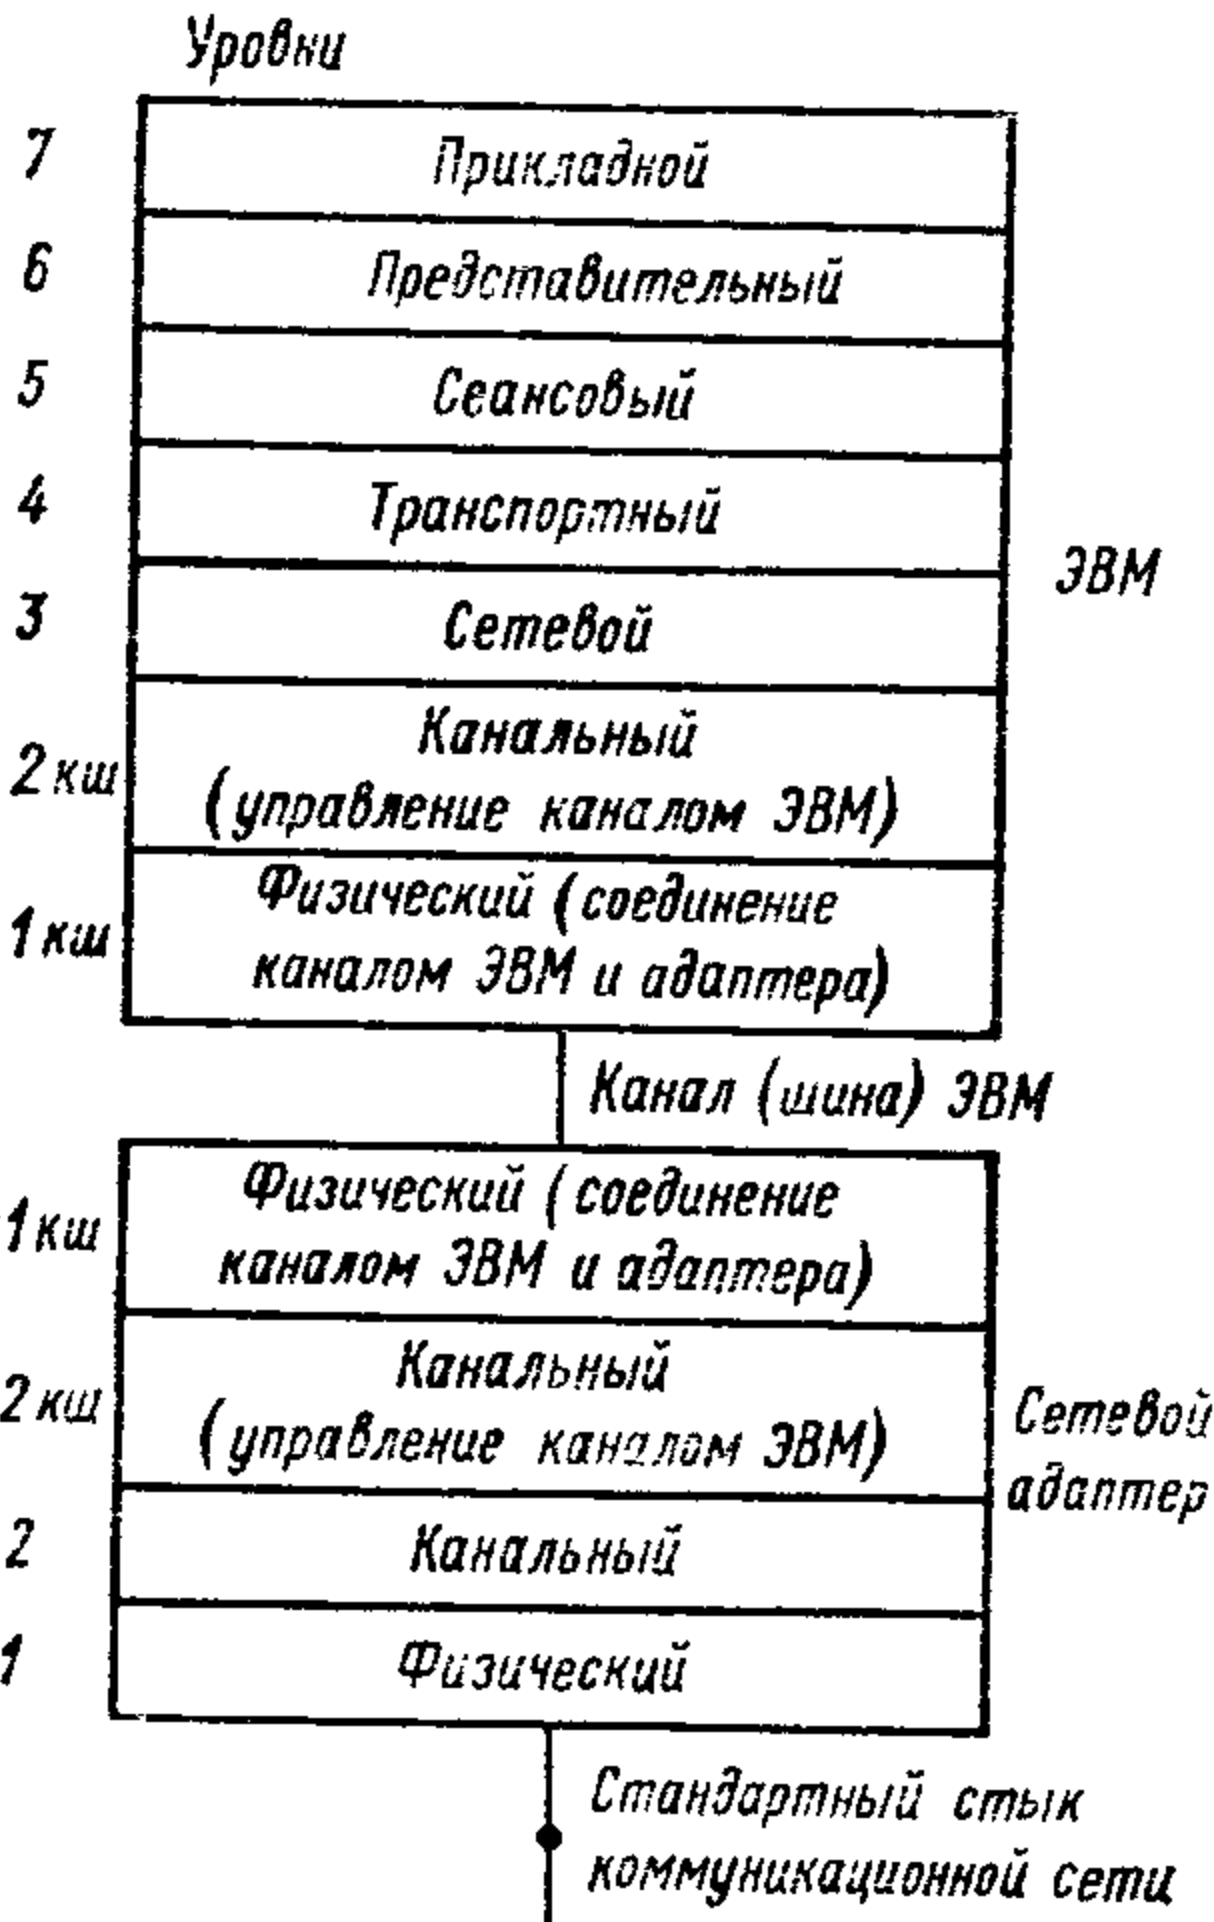 Уровни
7 Прикладной
6 Представительный
5 Сеансовый
4 Транспортный
ЭВМ
3 Сетевой
2 кш Канальный
(управление каналом ЭВМ)
1 кш Физический (соединение
каналом ЭВМ и адаптера)
Канал (шина) ЭВМ
1 кш Физический (соединение
каналом ЭВМ и адаптера)
2 кш Канальный
(управление каналом ЭВМ)
Сетевой
адаптер
2 Канальный
1 Физический
Стандартный стык
коммуникационной сети